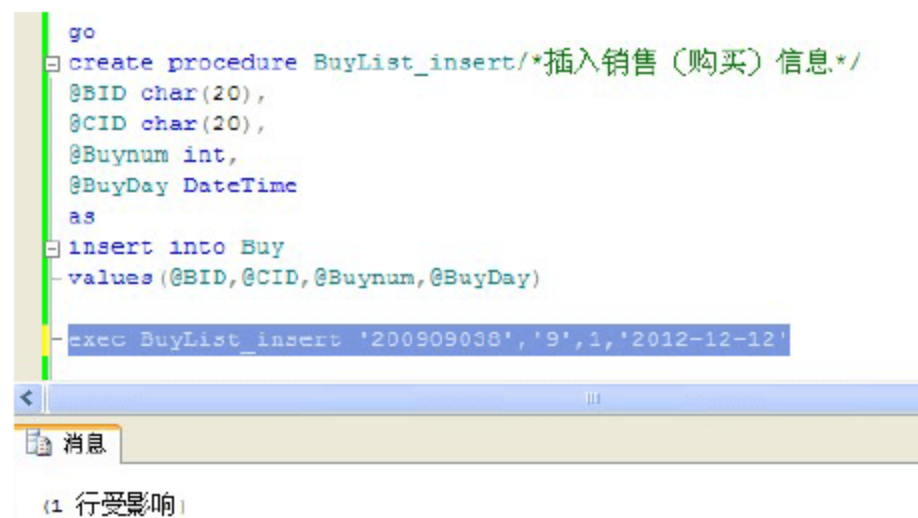 go
create procedure BuyList_insert/*插入销售（购买）信息*/
@BID char(20),
@CID char(20),
@Buynum int,
@BuyDay DateTime
as
insert into Buy
values(@BID,@CID,@Buynum,@BuyDay)
exec BuyList_insert '200909038','9',1,'2012-12-12'
消息
(1 行受影响)